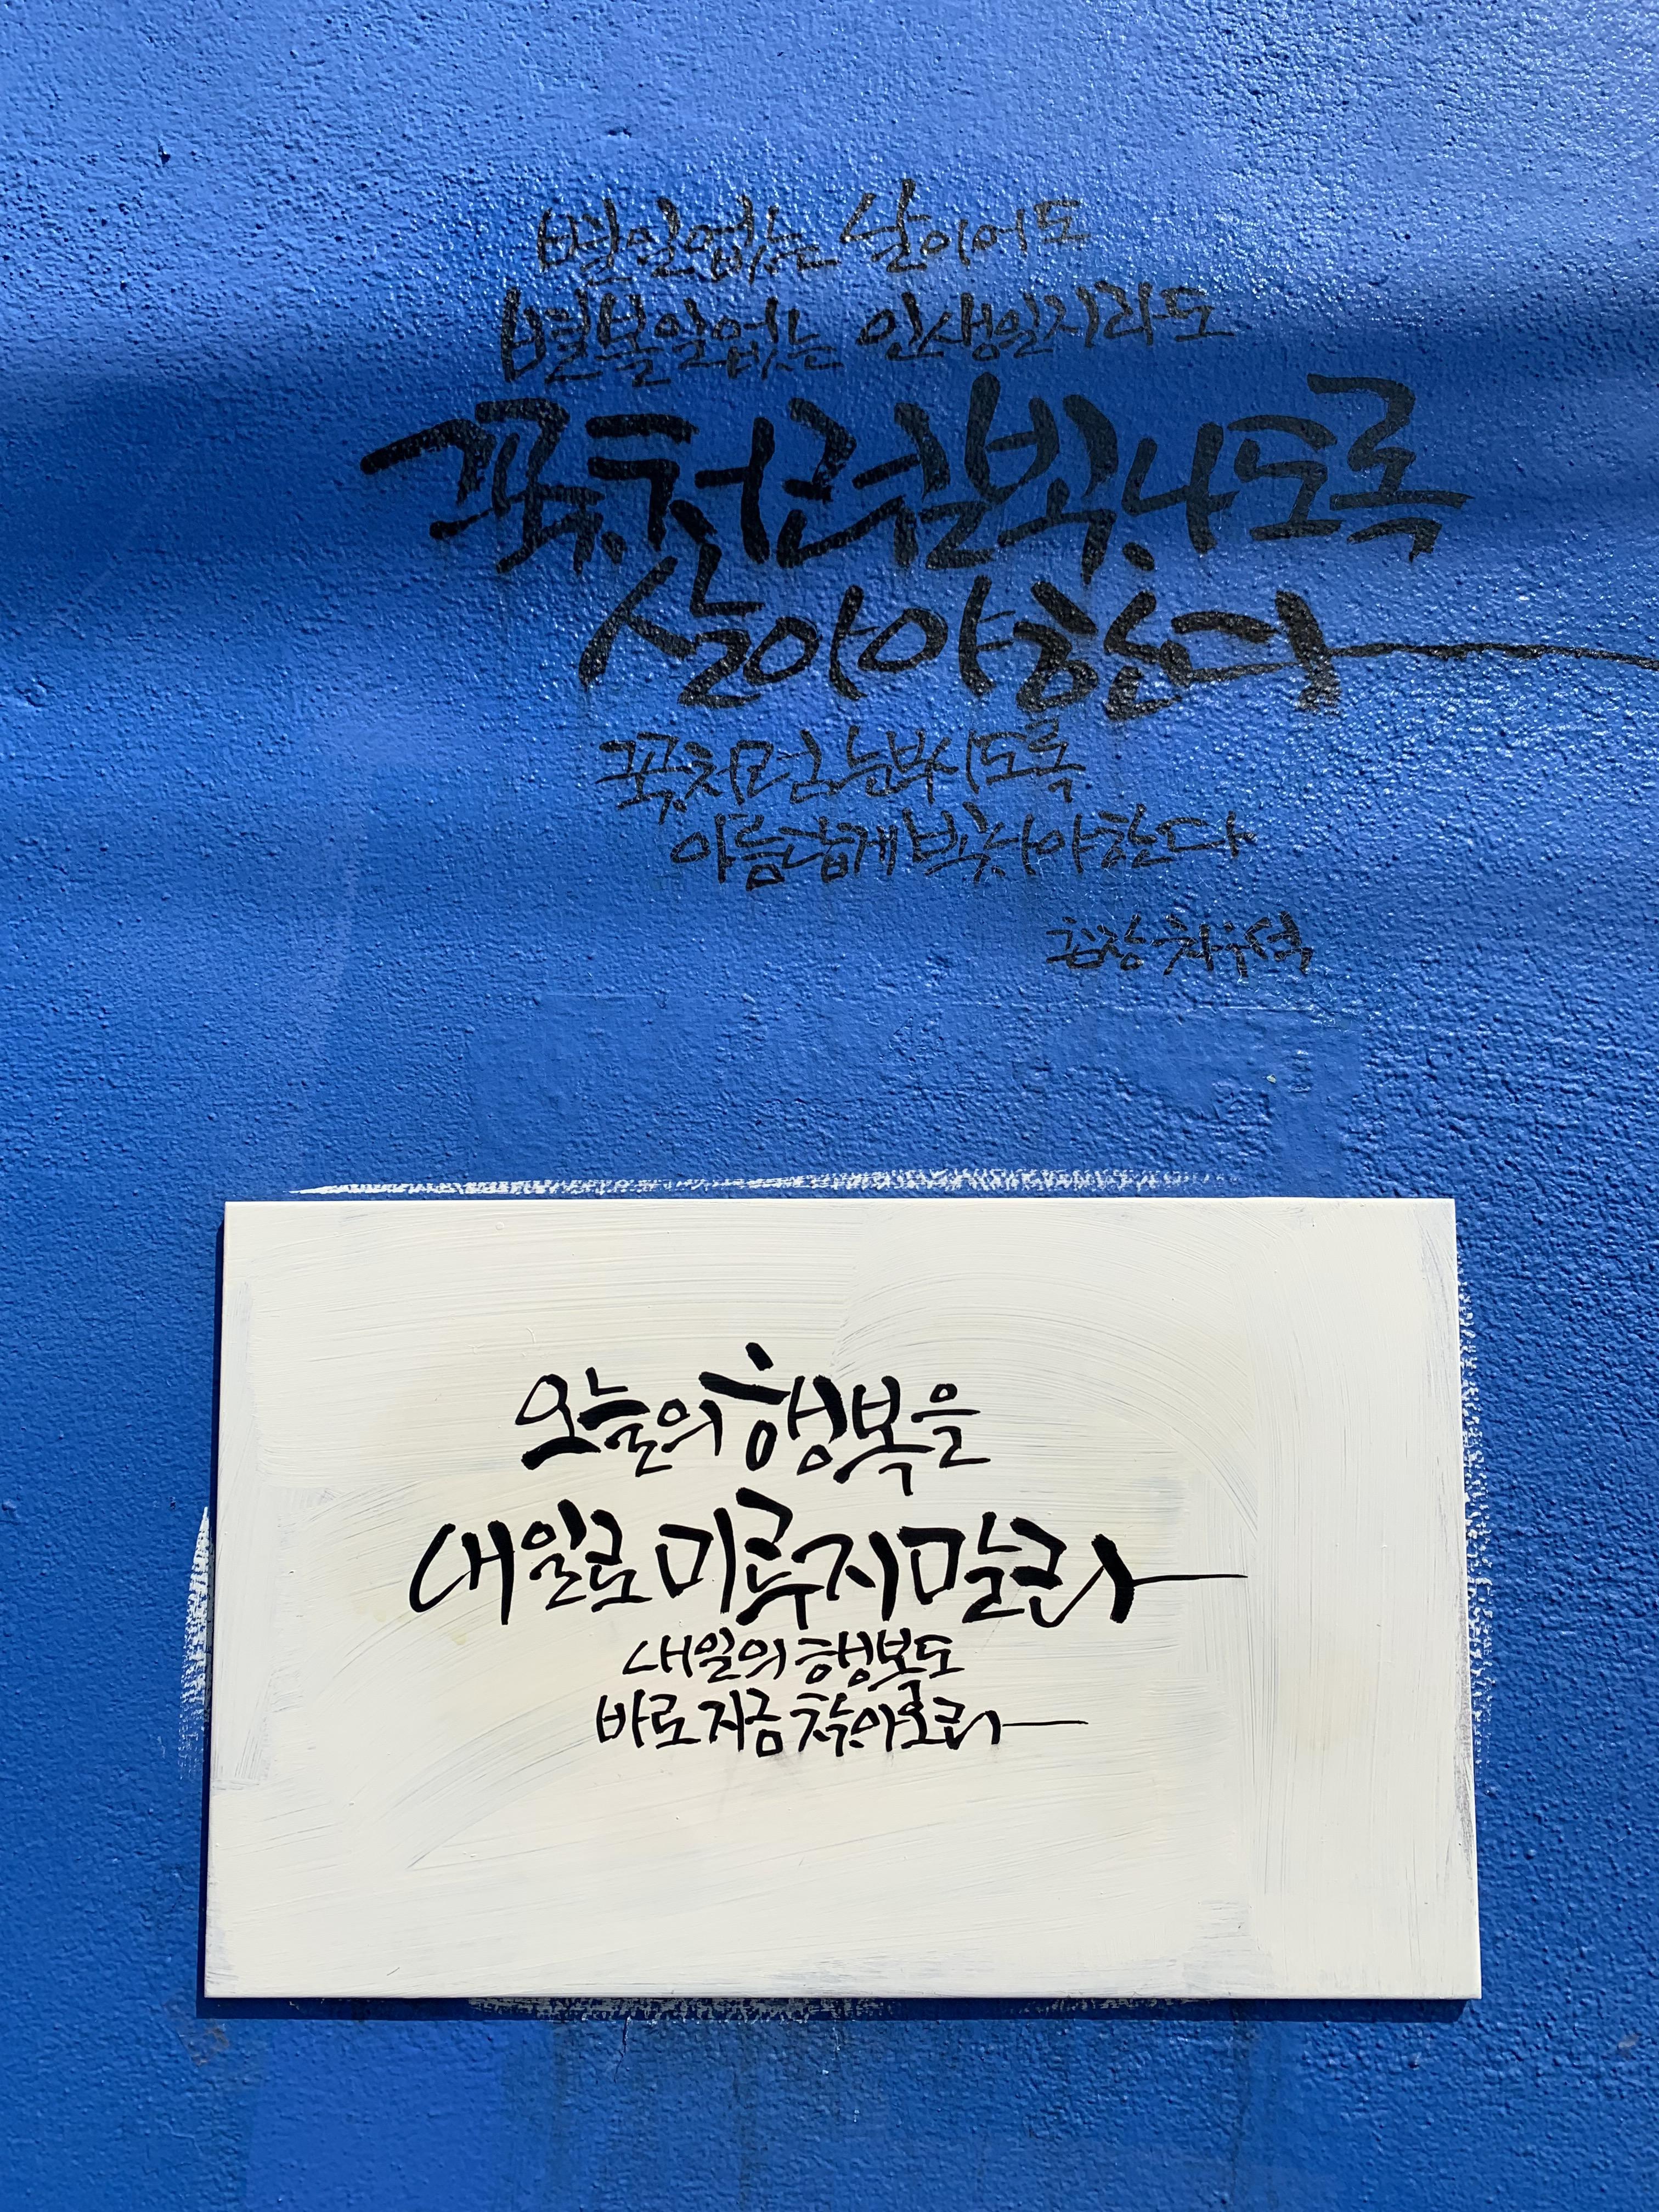 별일없는 날이어도
별볼일없는 인생일지라도
꽃처럼 빛나도록
살아야한다
꽃처럼 눈부시도록
아름답게 빛나야한다
오늘의 행복을
내일로 미루지 말라
내일의 행복도
바로 지금 찾아오라